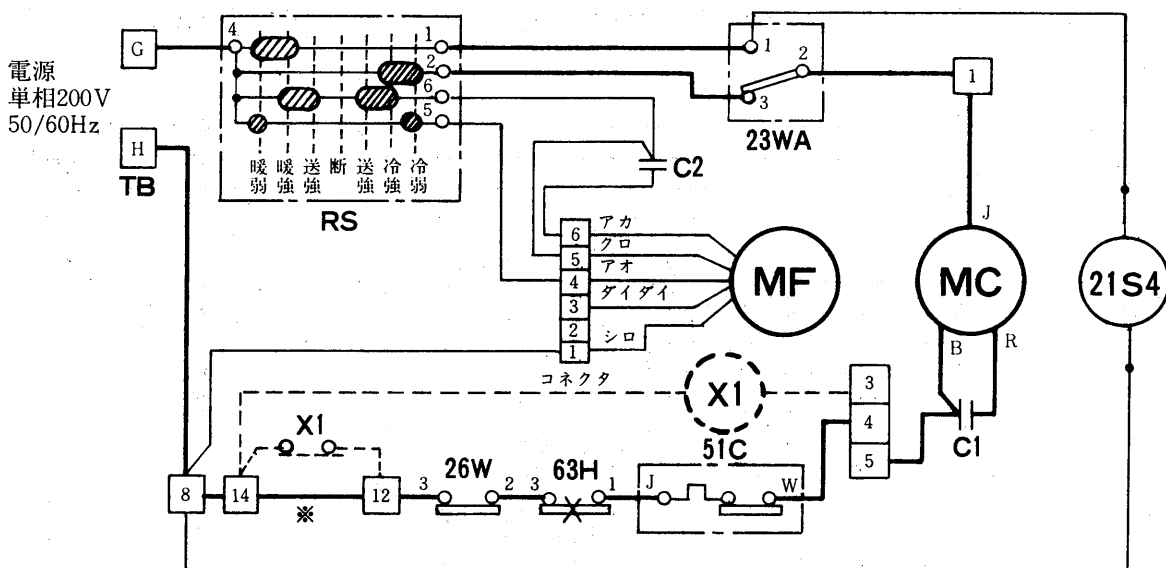 電源
単相200V
50/60Hz
G
H
TB
4
1
2
6
5
暖弱
暖強
送強
断
送強
冷強
冷弱
RS
1
2
3
23WA
1
C2
6
5
4
3
2
1
アカ
クロ
アオ
ダイダイ
シロ
コネクタ
MF
J
MC
B
R
C1
21S4
X1
3
4
5
X1
8
14
※
12
3
26W
2
3
63H
1
51C
J
W